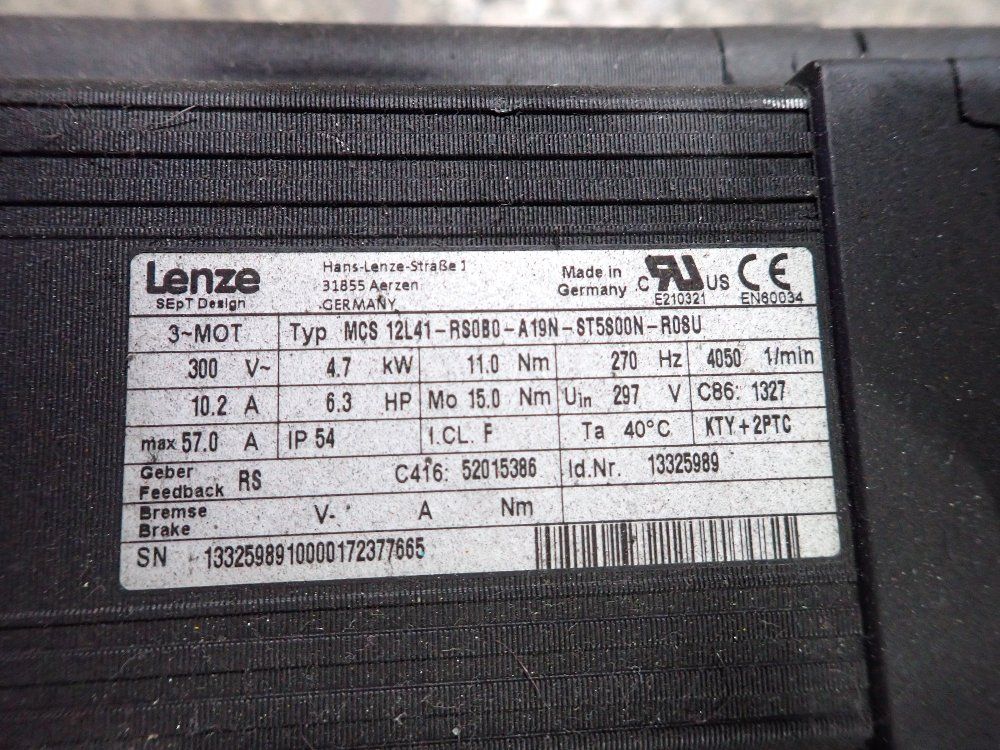 Lenze
SEpT Design
Hans-Lenze-Straße 1
31855 Aerzen
GERMANY
Made in
Germany
C RU US
E210321
CE
EN60034
3~MOT Typ MCS 12L41-RS0B0-A19N-ST5S00N-R0SU
300 V~ 4.7 kW 11.0 Nm 270 Hz 4050 1/min
10.2 A 6.3 HP Mo 15.0 Nm Uin 297 V C86: 1327
max 57.0 A IP 54 I.CL. F Ta 40°C KTY+2PTC
Geber
Feedback RS C416: 52015386 Id.Nr. 13325989
Bremse
Brake V- A Nm
SN 1332598910000172377665